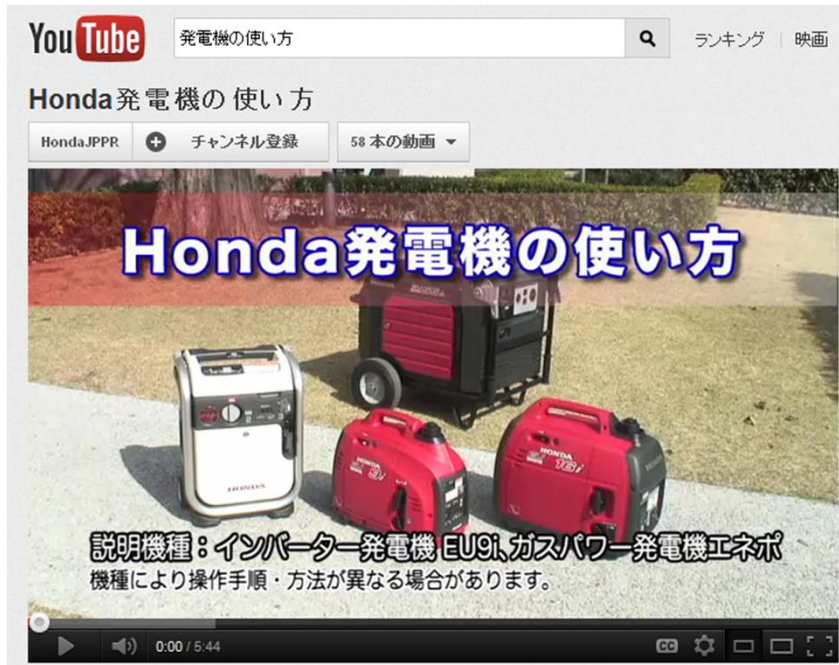 YouTube
発電機の使い方
ランキング
映画
Honda発電機の使い方
HondaJPPR
チャンネル登録
58 本の動画
Honda発電機の使い方
HONDA
HONDA
9i
HONDA
16i
説明機種：インバーター発電機 EU9i、ガスパワー発電機エネポ
機種により操作手順・方法が異なる場合があります。
0:00 / 5:44
CC